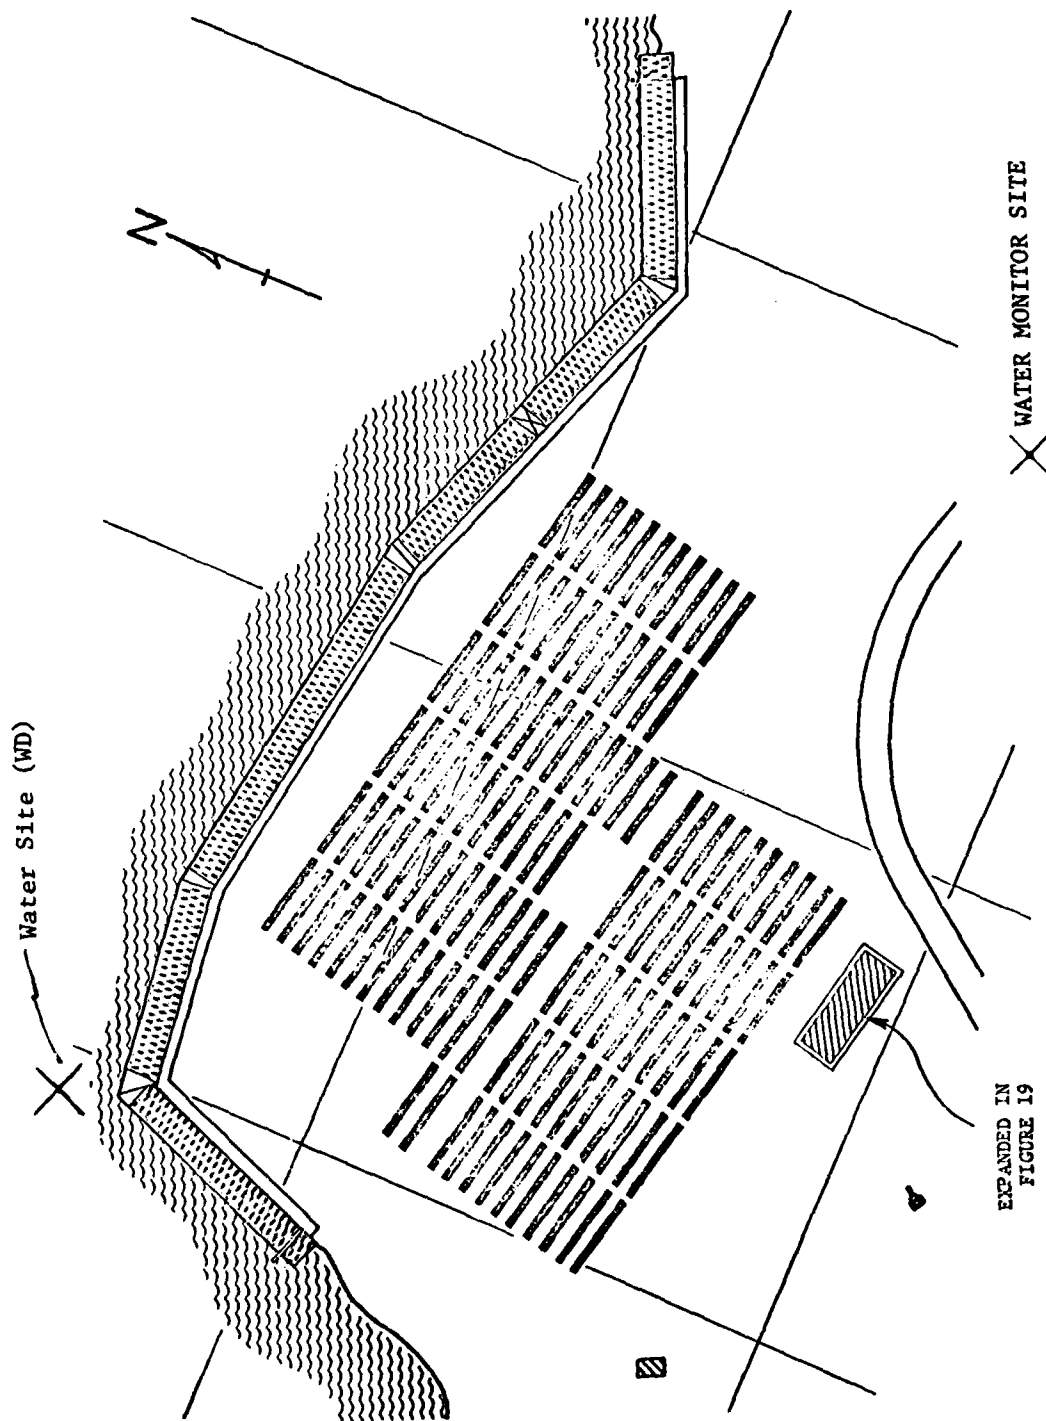 N
Water Site (WD)
WATER MONITOR SITE
EXPANDED IN
FIGURE 19